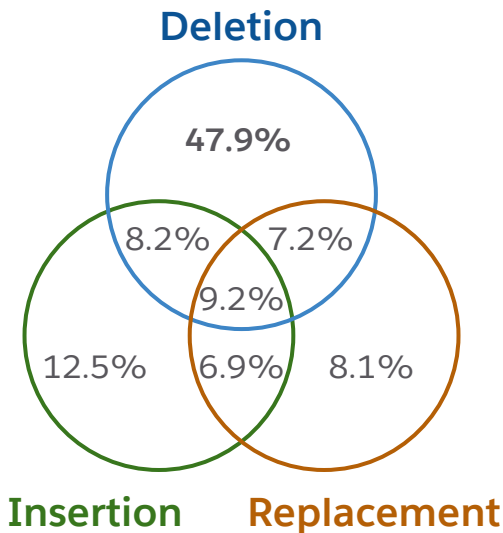 Deletion
47.9%
8.2% 7.2%
9.2%
12.5% 6.9% 8.1%
Insertion Replacement